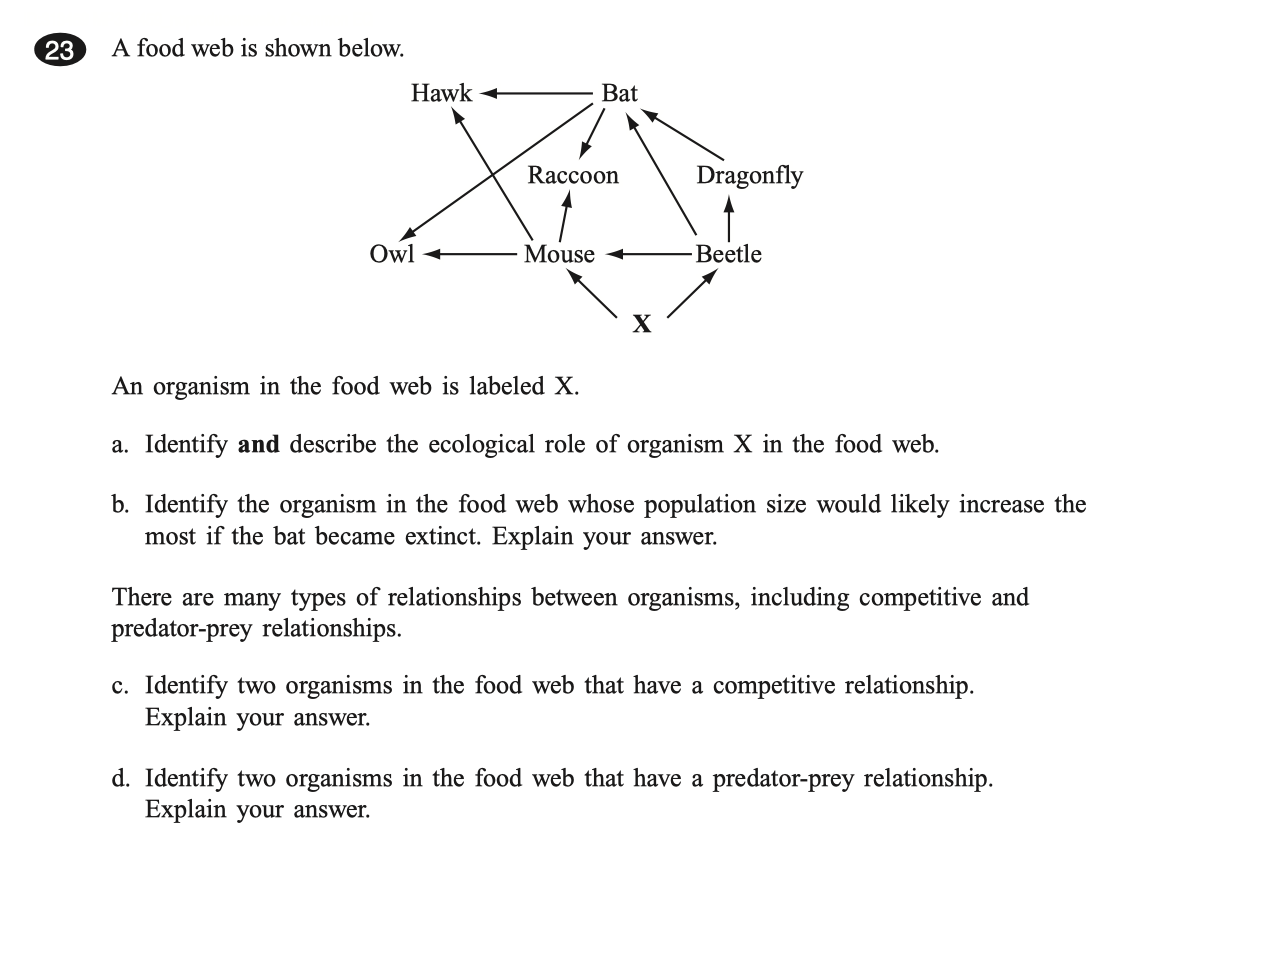 23 A food web is shown below.
Hawk Bat
Raccoon Dragonfly
Owl Mouse Beetle
X
An organism in the food web is labeled X.
a. Identify and describe the ecological role of organism X in the food web.
b. Identify the organism in the food web whose population size would likely increase the
most if the bat became extinct. Explain your answer.
There are many types of relationships between organisms, including competitive and
predator-prey relationships.
c. Identify two organisms in the food web that have a competitive relationship.
Explain your answer.
d. Identify two organisms in the food web that have a predator-prey relationship.
Explain your answer.